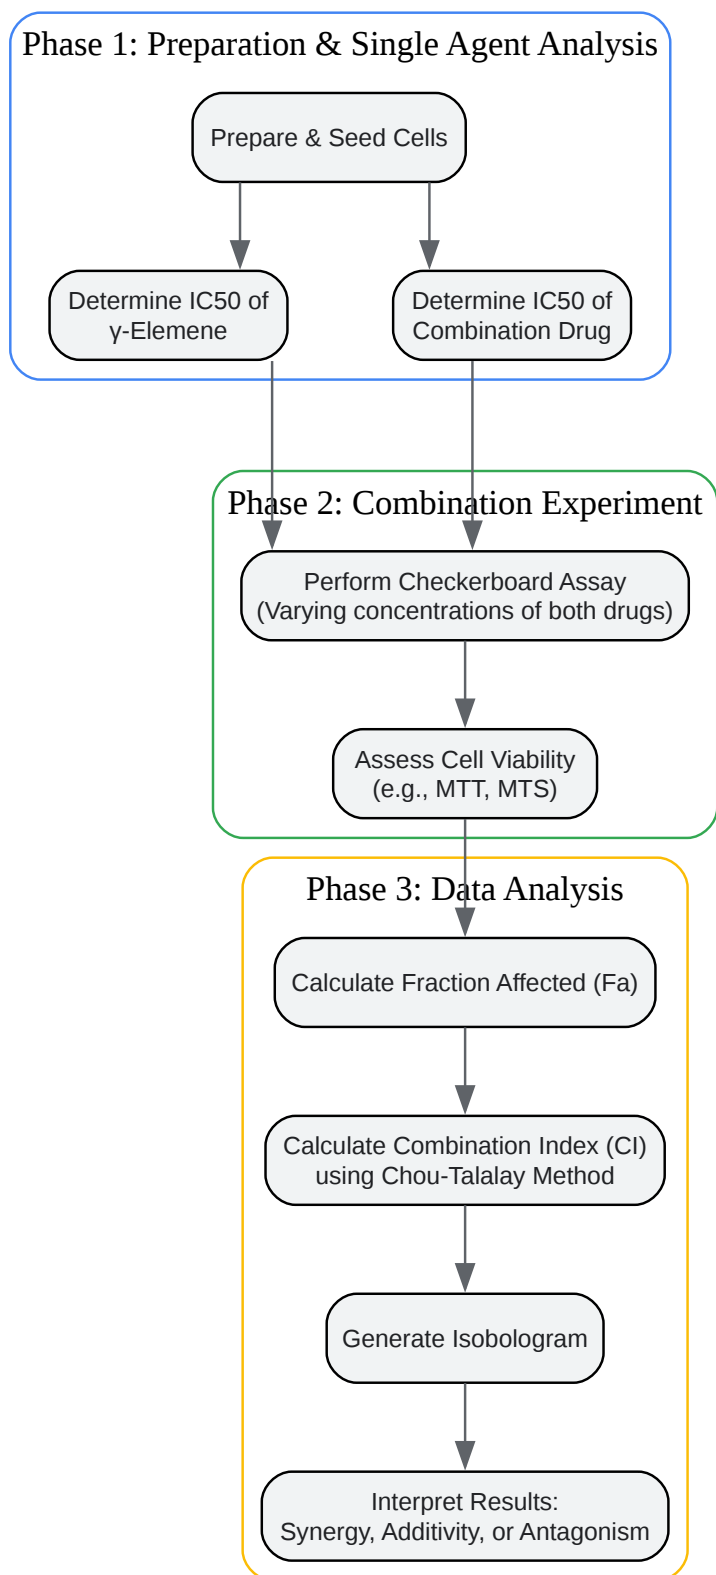 Phase 1: Preparation & Single Agent Analysis
Prepare & Seed Cells
Determine IC50 of
γ-Elemene
Determine IC50 of
Combination Drug
Phase 2: Combination Experiment
Perform Checkerboard Assay
(Varying concentrations of both drugs)
Assess Cell Viability
(e.g., MTT, MTS)
Phase 3: Data Analysis
Calculate Fraction Affected (Fa)
Calculate Combination Index (CI)
using Chou-Talalay Method
Generate Isobologram
Interpret Results:
Synergy, Additivity, or Antagonism